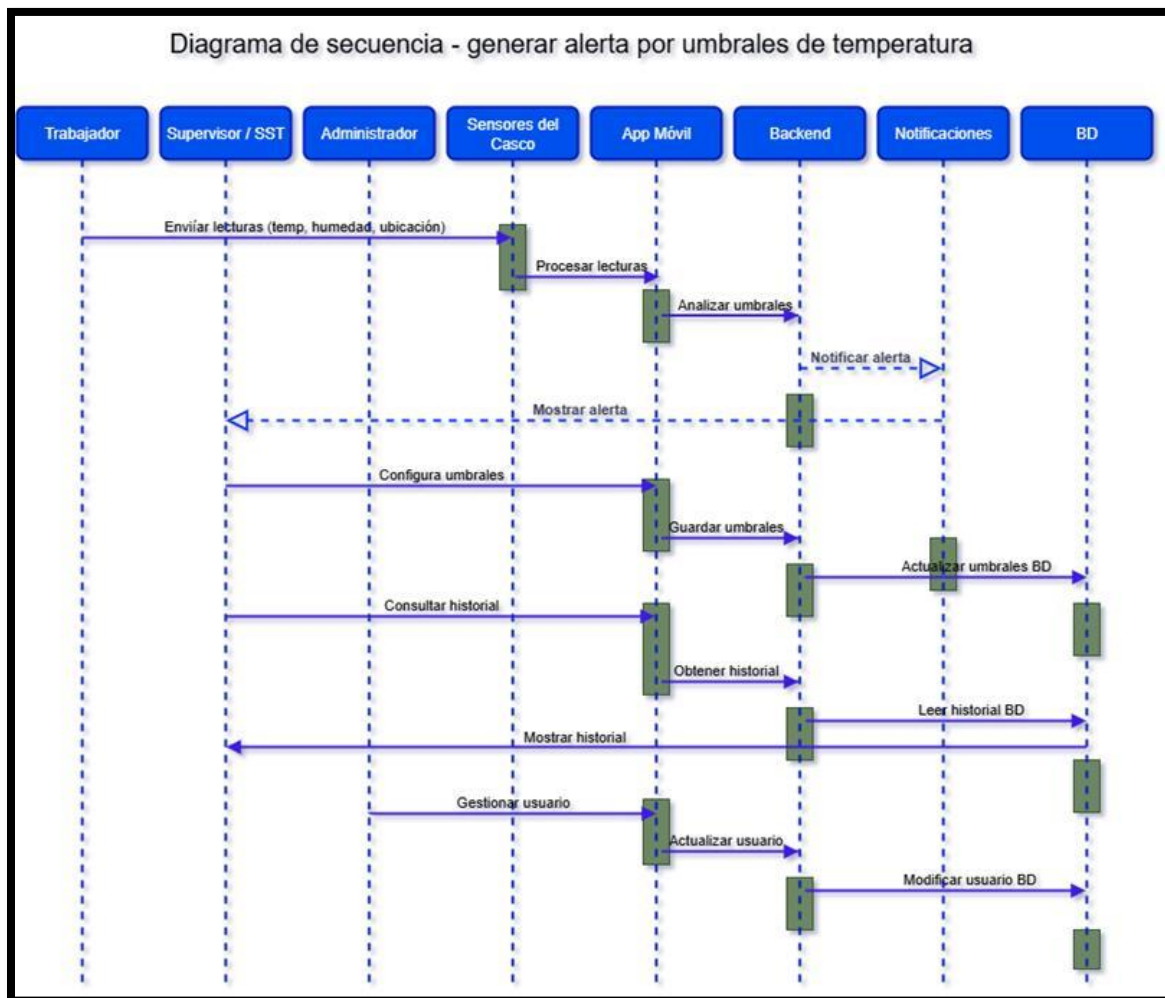 Diagrama de secuencia - generar alerta por umbrales de temperatura
Trabajador
Supervisor / SST
Administrador
Sensores del
Casco
App Móvil
Backend
Notificaciones
BD
Enviíar lecturas (temp, humedad, ubicación)
Procesar lecturas
Analizar umbrales
Notificar alerta
Mostrar alerta
Configura umbrales
Guardar umbrales
Actualizar umbrales BD
Consultar historial
Obtener historial
Leer historial BD
Mostrar historial
Gestionar usuario
Actualizar usuario
Modificar usuario BD